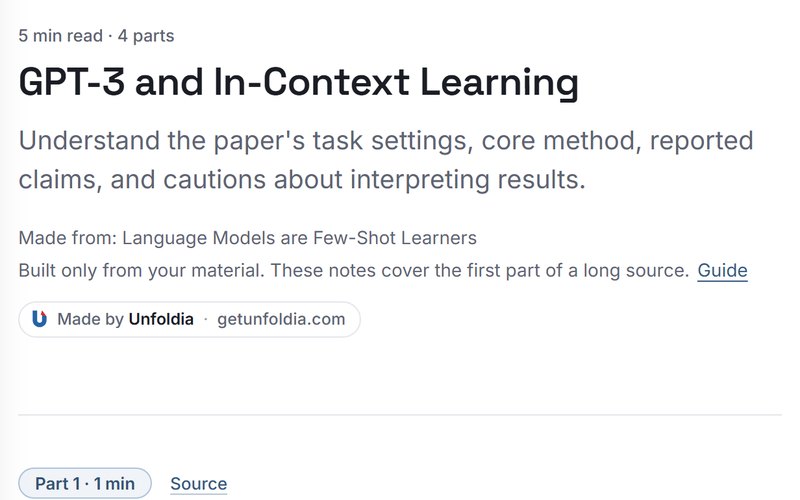 5 min read · 4 parts
GPT-3 and In-Context Learning
Understand the paper's task settings, core method, reported
claims, and cautions about interpreting results.
Made from: Language Models are Few-Shot Learners
Built only from your material. These notes cover the first part of a long source. Guide
Made by Unfoldia · getunfoldia.com
Part 1 · 1 min Source